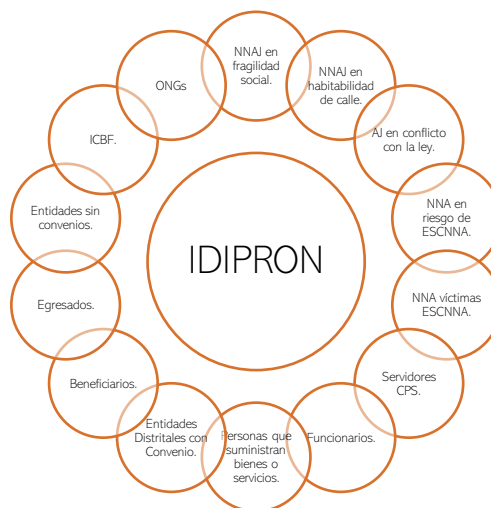 NNAJ en
fragilidad
social.
NNAJ en
habitabilidad
de calle.
AJ en conflicto
con la ley.
NNA en
riesgo de
ESCNNA.
NNA víctimas
ESCNNA.
Servidores
CPS.
Funcionarios.
Personas que
suministran
bienes o
servicios.
Entidades
Distritales con
Convenio.
Beneficiarios.
Egresados.
Entidades sin
convenios.
ICBF.
ONGs
IDIPRON